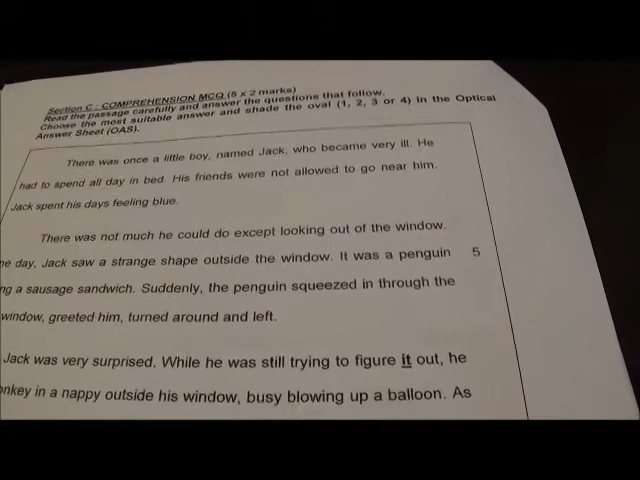 Section C : COMPREHENSION MCQ (5 x 2 marks)
Read the passage carefully and answer the questions that follow.
Choose the most suitable answer and shade the oval (1, 2, 3 or 4) in the Optical
Answer Sheet (OAS).
There was once a little boy, named Jack, who became very ill. He
had to spend all day in bed. His friends were not allowed to go near him.
Jack spent his days feeling blue.
There was not much he could do except looking out of the window.
ne day, Jack saw a strange shape outside the window. It was a penguin 5
ng a sausage sandwich. Suddenly, the penguin squeezed in through the
window, greeted him, turned around and left.
Jack was very surprised. While he was still trying to figure it out, he
onkey in a nappy outside his window, busy blowing up a balloon. As